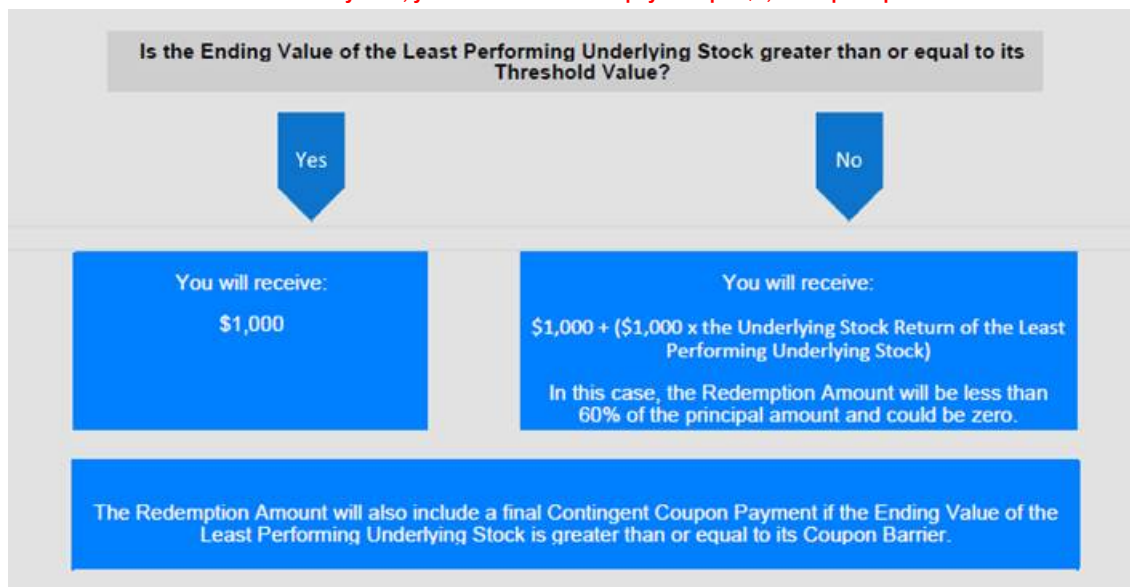 Is the Ending Value of the Least Performing Underlying Stock greater than or equal to its
Threshold Value?
Yes
No
You will receive:
$1,000
You will receive:
$1,000 + ($1,000 x the Underlying Stock Return of the Least
Performing Underlying Stock)
In this case, the Redemption Amount will be less than
60% of the principal amount and could be zero.
The Redemption Amount will also include a final Contingent Coupon Payment if the Ending Value of the
Least Performing Underlying Stock is greater than or equal to its Coupon Barrier.